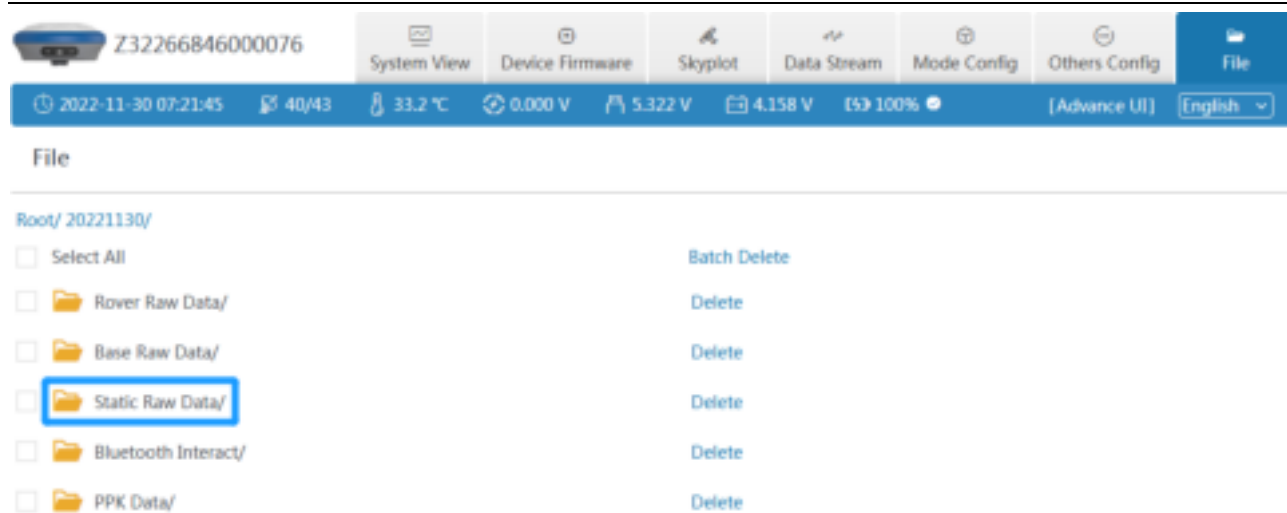 Z32266846000076
System View Device Firmware Skyplot Data Stream Mode Config Others Config File
2022-11-30 07:21:45 40/43 33.2 ℃ 0.000 V 5.322 V 4.158 V 100% [Advance UI] English
File
Root/ 20221130/
Select All Batch Delete
Rover Raw Data/ Delete
Base Raw Data/ Delete
Static Raw Data/ Delete
Bluetooth Interact/ Delete
PPK Data/ Delete